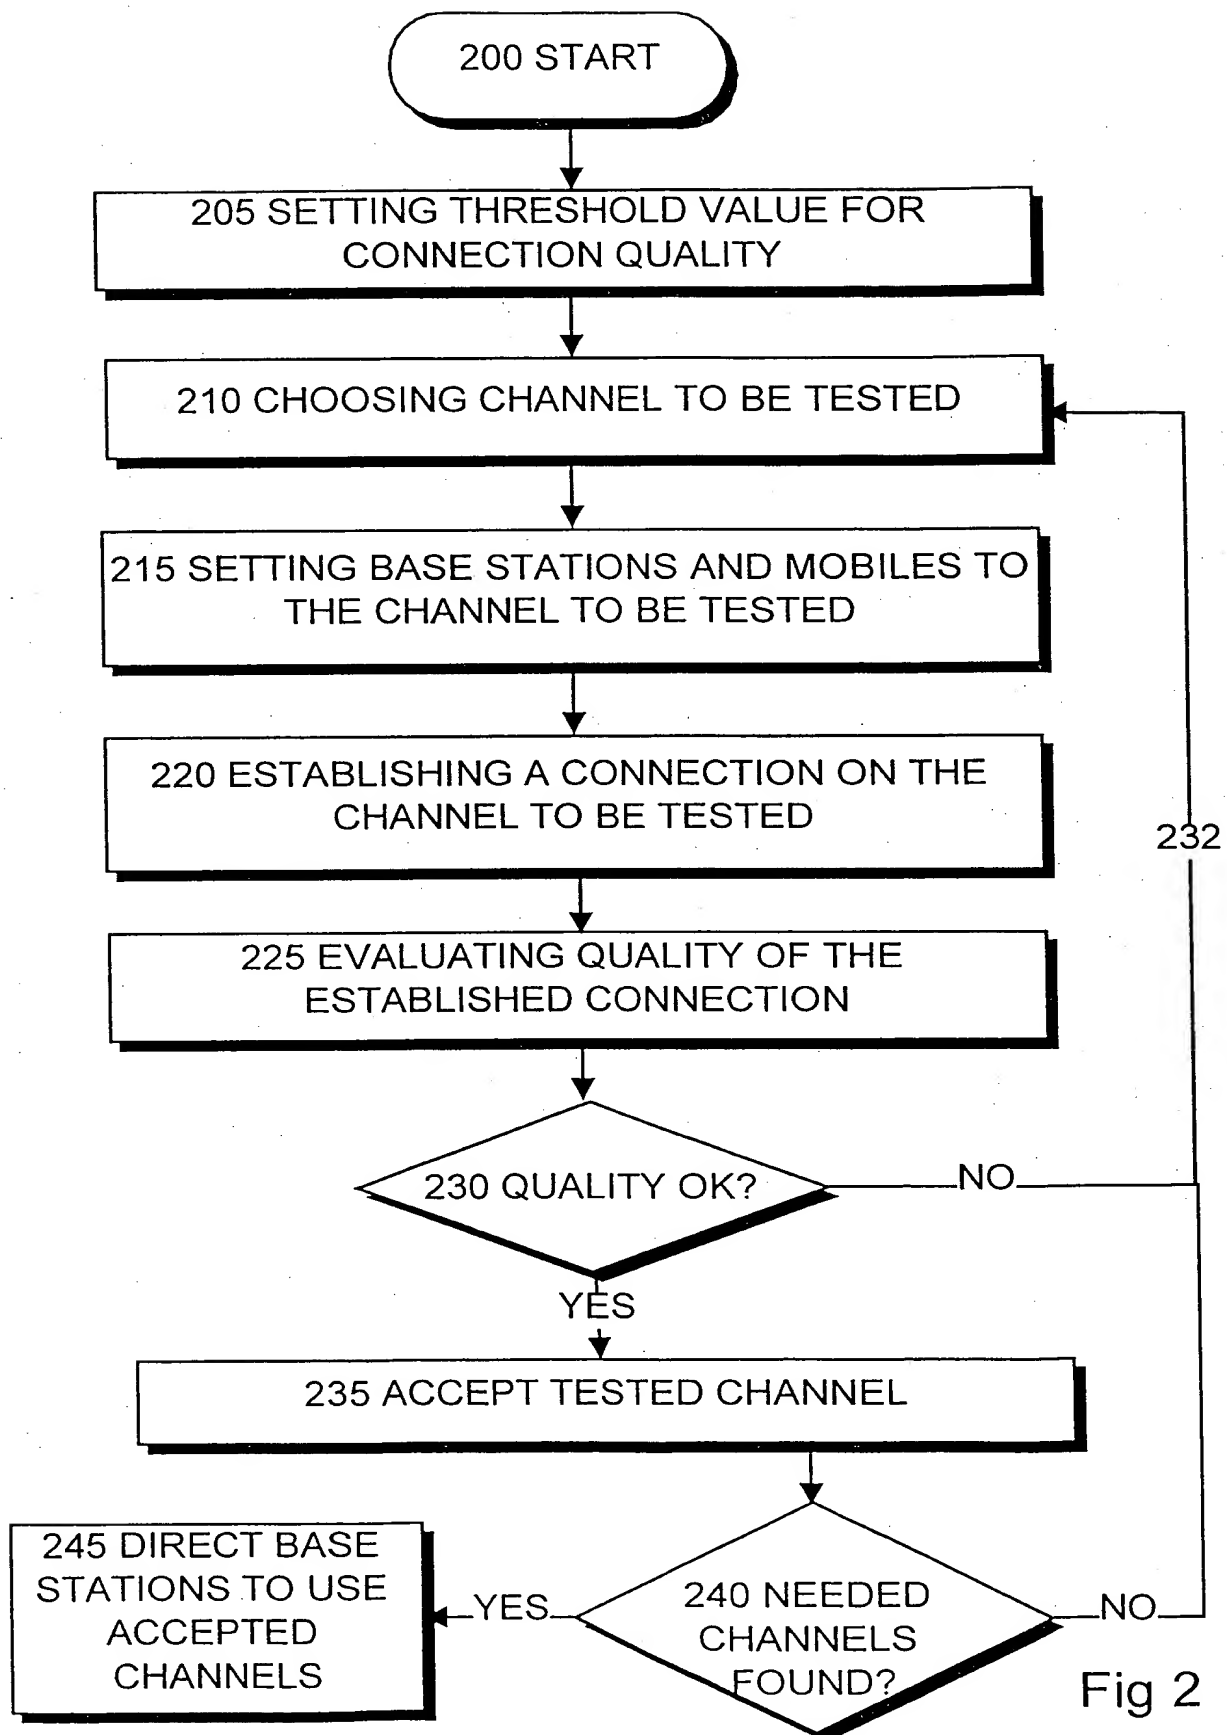 200 START
205 SETTING THRESHOLD VALUE FOR
CONNECTION QUALITY
210 CHOOSING CHANNEL TO BE TESTED
215 SETTING BASE STATIONS AND MOBILES TO
THE CHANNEL TO BE TESTED
220 ESTABLISHING A CONNECTION ON THE
CHANNEL TO BE TESTED
232
225 EVALUATING QUALITY OF THE
ESTABLISHED CONNECTION
230 QUALITY OK?
NO
YES
235 ACCEPT TESTED CHANNEL
245 DIRECT BASE
STATIONS TO USE
ACCEPTED
CHANNELS
YES
240 NEEDED
CHANNELS
FOUND?
NO
Fig 2